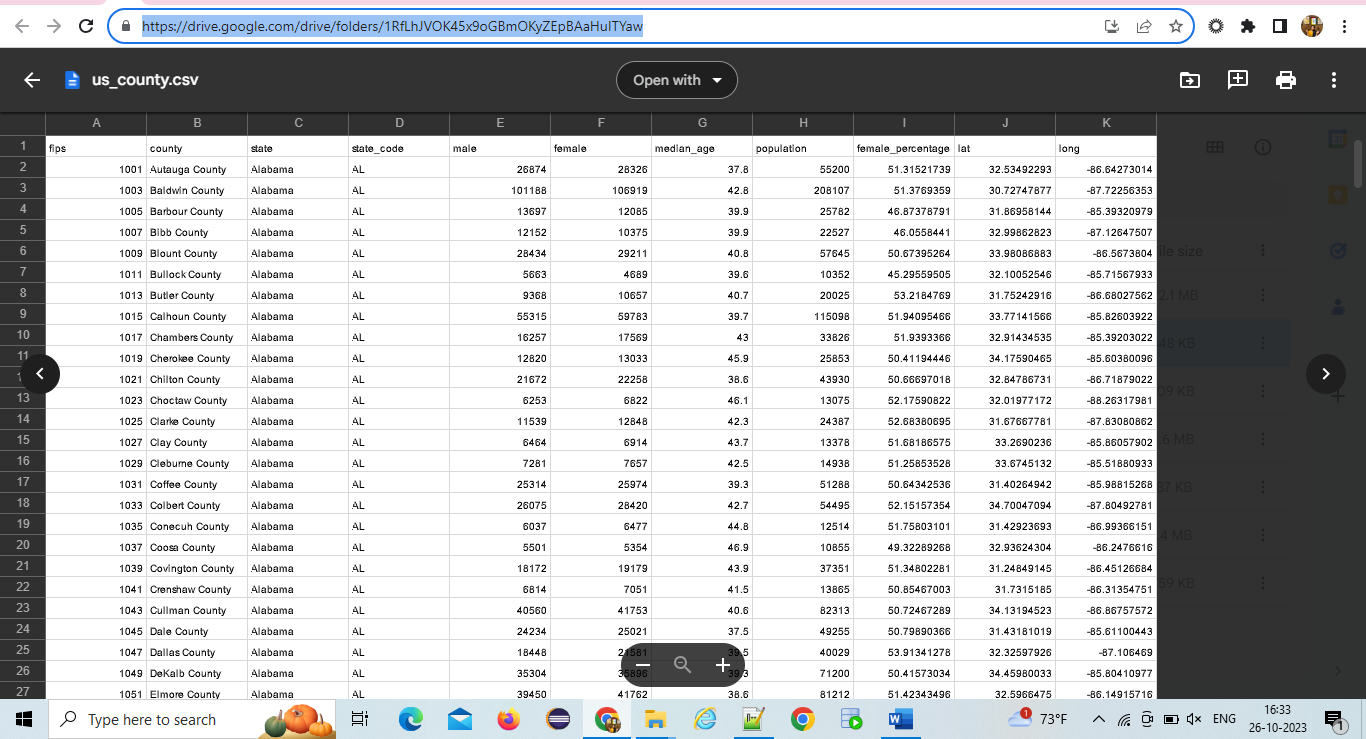 https://drive.google.com/drive/folders/1RfLhJVOK45x9oGBmOKyZEpBAaHuITYaw
us_county.csv
Open with
A B C D E F G H I J K
1 fips county state state_code male female median_age population female_percentage lat long
2 1001 Autauga County Alabama AL 26874 28326 37.8 55200 51.31521739 32.53492293 -86.64273014
3 1003 Baldwin County Alabama AL 101188 106919 42.8 208107 51.3769359 30.72747877 -87.72256353
4 1005 Barbour County Alabama AL 13697 12085 39.9 25782 46.87378791 31.86958144 -85.39320979
5 1007 Bibb County Alabama AL 12152 10375 39.9 22527 46.0558441 32.99862823 -87.12647507
6 1009 Blount County Alabama AL 28434 29211 40.8 57645 50.67395264 33.98086883 -86.5673804
7 1011 Bullock County Alabama AL 5663 4689 39.6 10352 45.29559505 32.10052546 -85.71567933
8 1013 Butler County Alabama AL 9368 10657 40.7 20025 53.2184769 31.75242916 -86.68027562
9 1015 Calhoun County Alabama AL 55315 59783 39.7 115098 51.94095466 33.77141566 -85.82603922
10 1017 Chambers County Alabama AL 16257 17569 43 33826 51.9393366 32.91434535 -85.39203022
11 1019 Cherokee County Alabama AL 12820 13033 45.9 25853 50.41194446 34.17590465 -85.60380096
1021 Chilton County Alabama AL 21672 22258 38.6 43930 50.66697018 32.84786731 -86.71879022
13 1023 Choctaw County Alabama AL 6253 6822 46.1 13075 52.17590822 32.01977172 -88.26317981
14 1025 Clarke County Alabama AL 11539 12848 42.3 24387 52.68380695 31.67667781 -87.83080862
15 1027 Clay County Alabama AL 6464 6914 43.7 13378 51.68186575 33.2690236 -85.86057902
16 1029 Cleburne County Alabama AL 7281 7657 42.5 14938 51.25853528 33.6745132 -85.51880933
17 1031 Coffee County Alabama AL 25314 25974 39.3 51288 50.64342536 31.40264942 -85.98815268
18 1033 Colbert County Alabama AL 26075 28420 42.7 54495 52.15157354 34.70047094 -87.80492781
19 1035 Conecuh County Alabama AL 6037 6477 44.8 12514 51.75803101 31.42923693 -86.99366151
20 1037 Coosa County Alabama AL 5501 5354 46.9 10855 49.32289268 32.93624304 -86.2476616
21 1039 Covington County Alabama AL 18172 19179 43.9 37351 51.34802281 31.24849145 -86.45126684
22 1041 Crenshaw County Alabama AL 6814 7051 41.5 13865 50.85467003 31.7315185 -86.31354751
23 1043 Cullman County Alabama AL 40560 41753 40.6 82313 50.72467289 34.13194523 -86.86757572
24 1045 Dale County Alabama AL 24234 25021 37.5 49255 50.79890366 31.43181019 -85.61100443
25 1047 Dallas County Alabama AL 18448 21581 39.5 40029 53.91341278 32.32597926 -87.106469
26 1049 DeKalb County Alabama AL 35304 35896 39.3 71200 50.41573034 34.45980033 -85.80410977
27 1051 Elmore County Alabama AL 39450 41762 38.6 81212 51.42343496 32.5966475 -86.14915716
Type here to search
1
73°F
ENG
16:33
26-10-2023
1